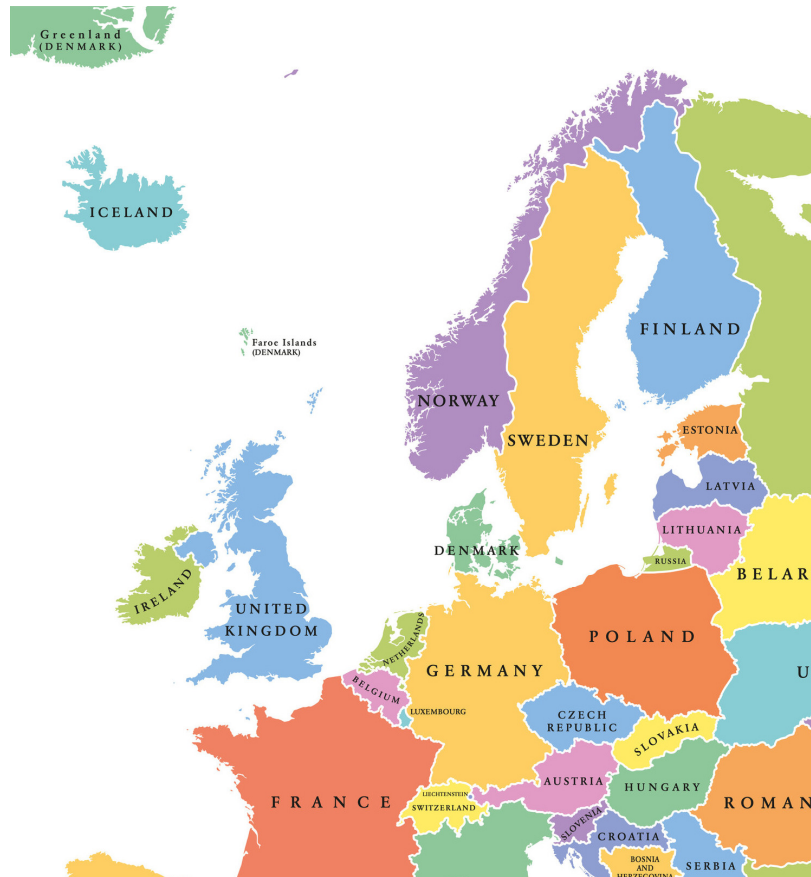 Greenland
(DENMARK)
ICELAND
Faroe Islands
(DENMARK)
FINLAND
NORWAY
SWEDEN
ESTONIA
LATVIA
LITHUANIA
RUSSIA
DENMARK
BELAR
IRELAND
UNITED
KINGDOM
NETHERLANDS
POLAND
GERMANY
BELGIUM
U
LUXEMBOURG
CZECH
REPUBLIC
SLOVAKIA
AUSTRIA
HUNGARY
LIECHTENSTEIN
SWITZERLAND
FRANCE
ROMAN
SLOVENIA
CROATIA
BOSNIA
AND
HERZEGOVINA
SERBIA